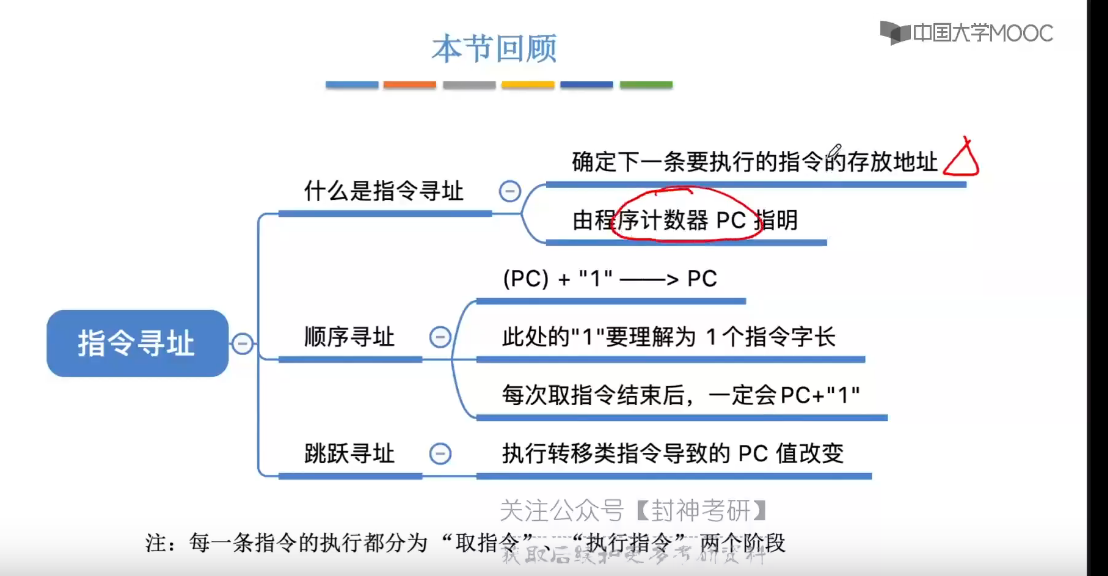 中国大学MOOC
本节回顾
确定下一条要执行的指令的存放地址
什么是指令寻址
由程序计数器 PC 指明
(PC) + "1" ——> PC
指令寻址
顺序寻址
此处的"1"要理解为 1个指令字长
每次取指令结束后，一定会PC+"1"
跳跃寻址
执行转移类指令导致的 PC 值改变
关注公众号【封神考研】
注：每一条指令的执行都分为“取指令”、“执行指令” 两个阶段
获取后续和更多考研资料